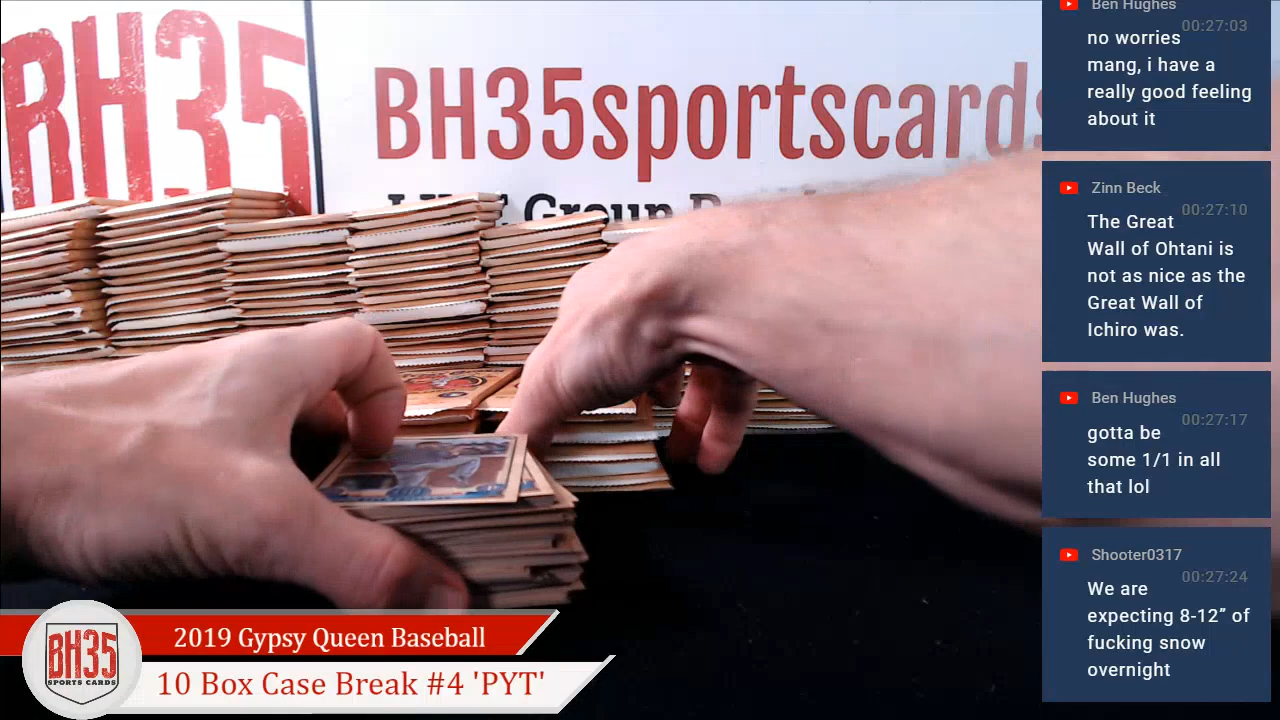 BH35
BH35sportscards
Group
2019 Gypsy Queen Baseball
10 Box Case Break #4 'PYT'
BH35
SPORTS CARDS
Ben Hughes
00:27:03
no worries
mang, i have a
really good feeling
about it
Zinn Beck
00:27:10
The Great
Wall of Ohtani is
not as nice as the
Great Wall of
Ichiro was.
Ben Hughes
00:27:17
gotta be
some 1/1 in all
that lol
Shooter0317
00:27:24
We are
expecting 8-12” of
fucking snow
overnight